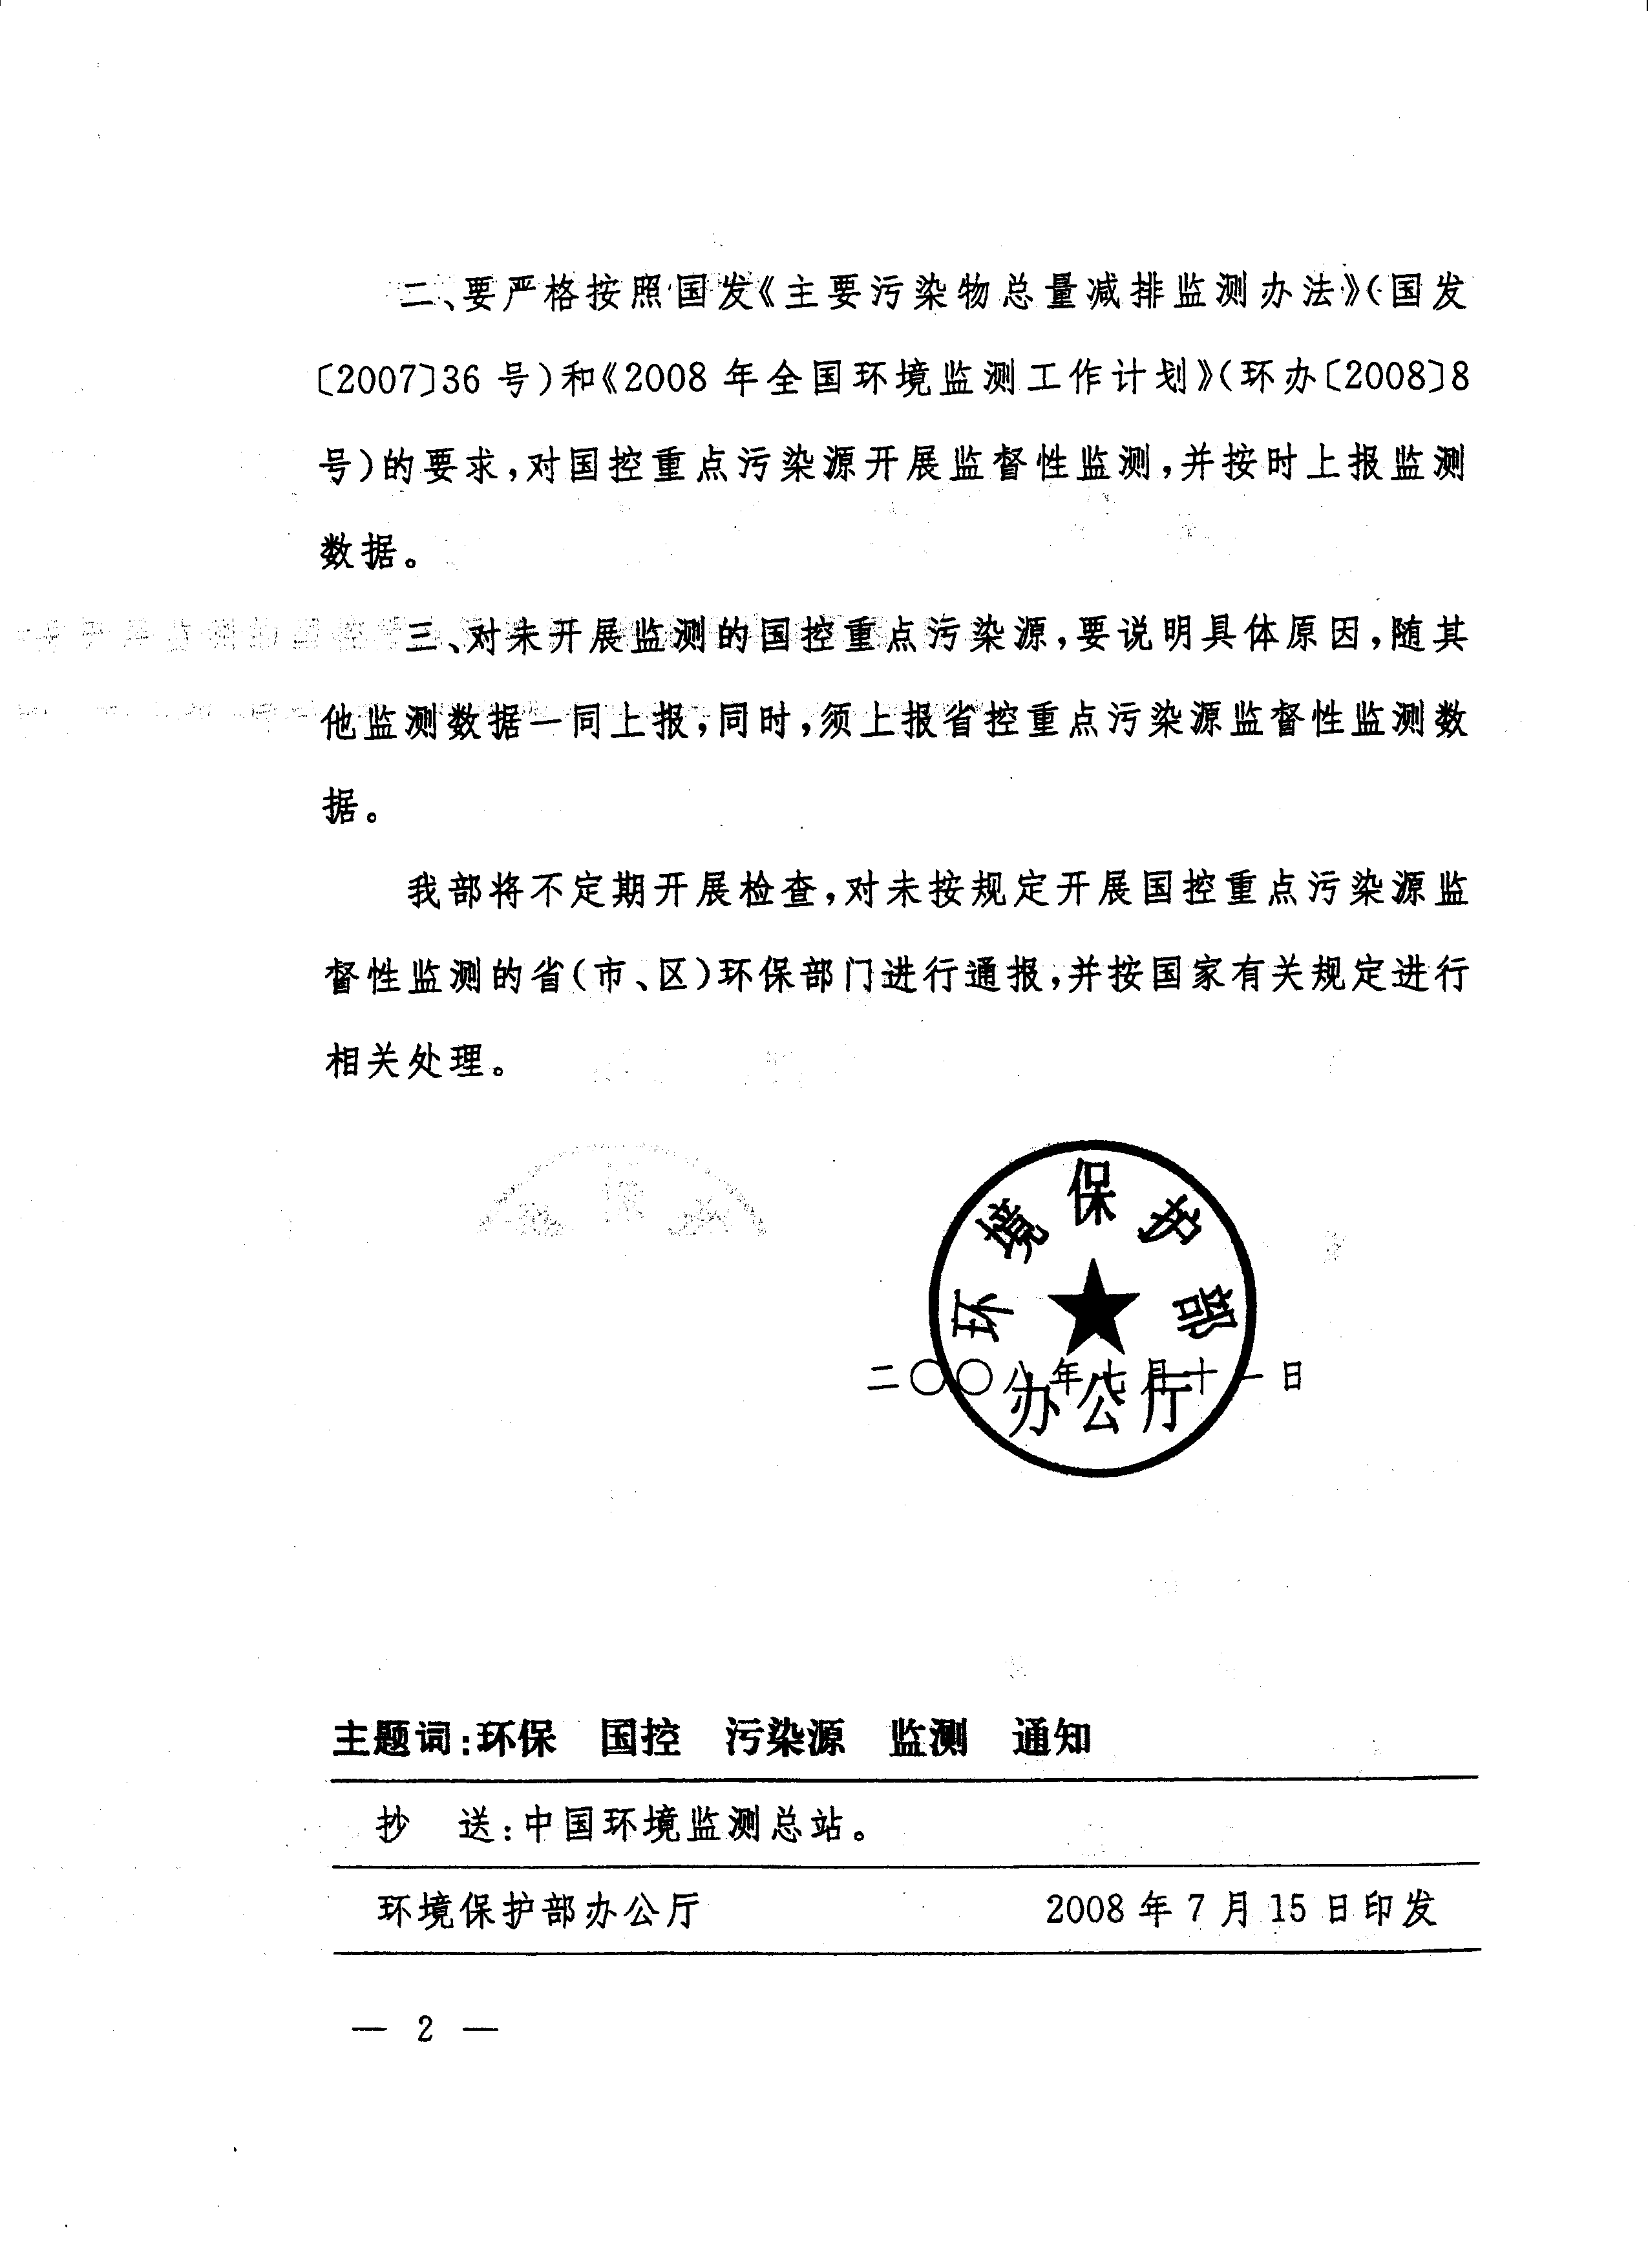 二、要严格按照国发《主要污染物总量减排监测办法》(国发
〔2007〕36 号)和《2008 年全国环境监测工作计划》(环办〔2008〕8
号)的要求,对国控重点污染源开展监督性监测,并按时上报监测
数据。
三、对未开展监测的国控重点污染源,要说明具体原因,随其
他监测数据一同上报,同时,须上报省控重点污染源监督性监测数
据。
我部将不定期开展检查,对未按规定开展国控重点污染源监
督性监测的省(市、区)环保部门进行通报,并按国家有关规定进行
相关处理。
环境保护部
二〇〇八年七月十一日
办公厅
主题词:环保 国控 污染源 监测 通知
抄 送:中国环境监测总站。
环境保护部办公厅 2008 年 7 月 15 日印发
— 2 —